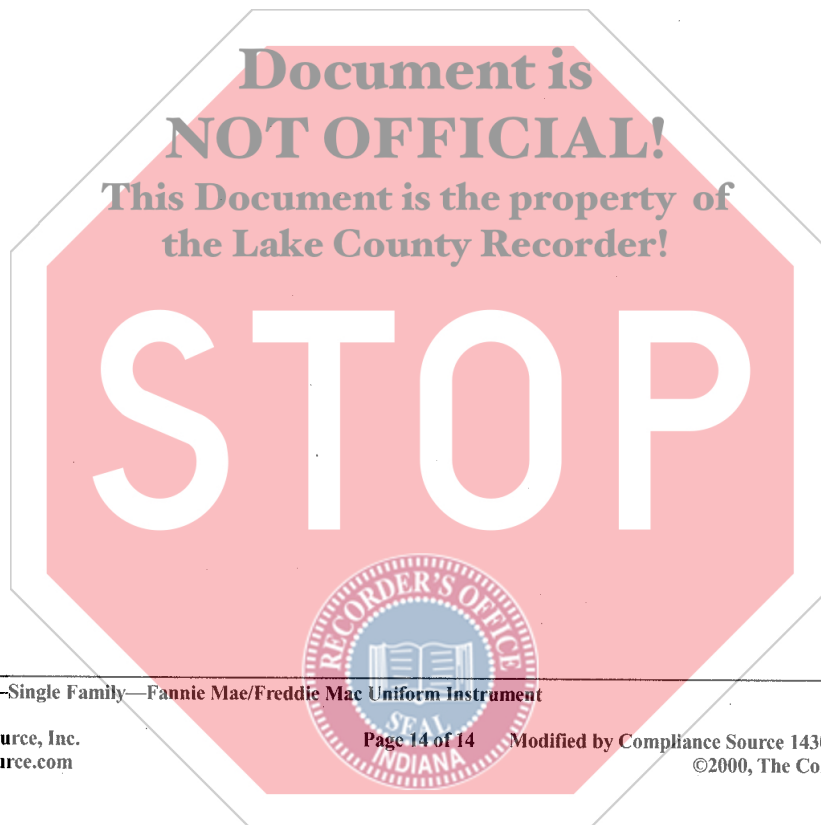 Document is
NOT OFFICIAL!
This Document is the property of
the Lake County Recorder!
STOP
RECORDER'S OFFICE
SEAL
INDIANA
—Single Family—Fannie Mae/Freddie Mac Uniform Instrument
urce, Inc.
Page 14 of 14
Modified by Compliance Source 1430
urce.com
©2000, The Co